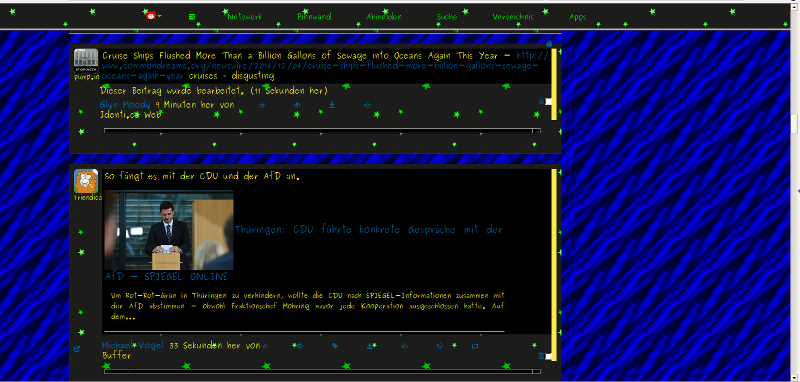 Netzwerk Pinnwand Abmelden Suche Verzeichnis Apps
Cruise Ships Flushed More Than a Billion Gallons of Sewage into Oceans Again This Year – http://
www.commondreams.org/newswire/2014/12/04/cruise-ships-flushed-more-billion-gallons-sewage-
oceans-again-year cruises - disgusting
pump.io
Dieser Beitrag wurde bearbeitet. (11 Sekunden her)
Glyn Moody 9 Minuten her von
Identi.ca Web
So fängt es mit der CDU und der AfD an.
friendica
Thüringen: CDU führte konkrete Gespräche mit der
AfD – SPIEGEL ONLINE
Um Rot-Rot-Grün in Thüringen zu verhindern, wollte die CDU nach SPIEGEL-Informationen zusammen mit
der AfD abstimmen – obwohl Fraktionschef Mohring zuvor jede Kooperation ausgeschlossen hatte. Auf
dem...
Michael Vogel 33 Sekunden her von
Buffer